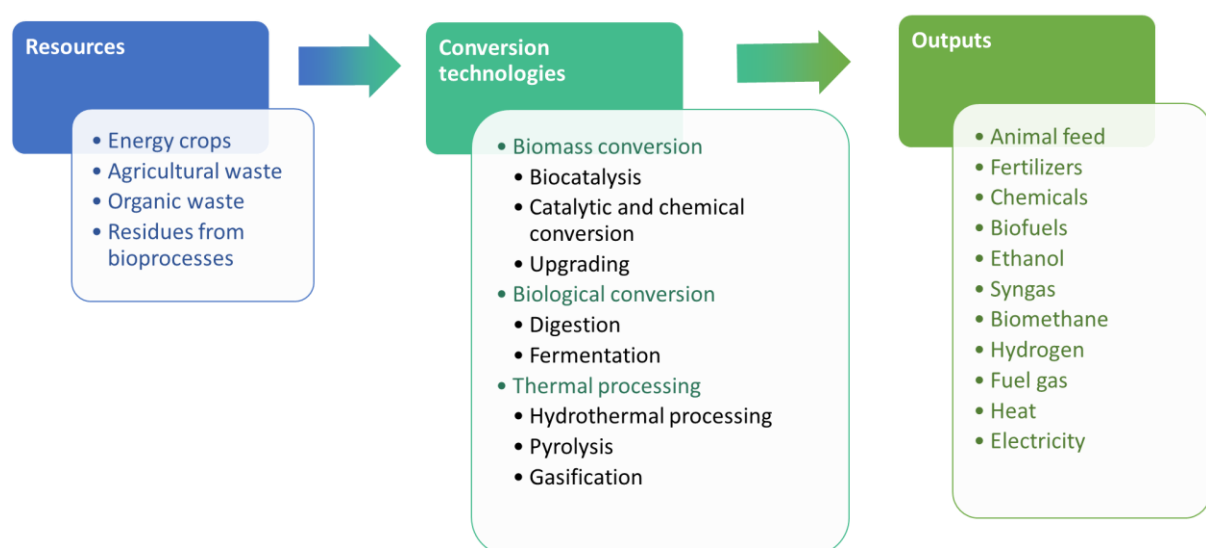 Resources
• Energy crops
• Agricultural waste
• Organic waste
• Residues from
bioprocesses
Conversion
technologies
• Biomass conversion
• Biocatalysis
• Catalytic and chemical
conversion
• Upgrading
• Biological conversion
• Digestion
• Fermentation
• Thermal processing
• Hydrothermal processing
• Pyrolysis
• Gasification
Outputs
• Animal feed
• Fertilizers
• Chemicals
• Biofuels
• Ethanol
• Syngas
• Biomethane
• Hydrogen
• Fuel gas
• Heat
• Electricity